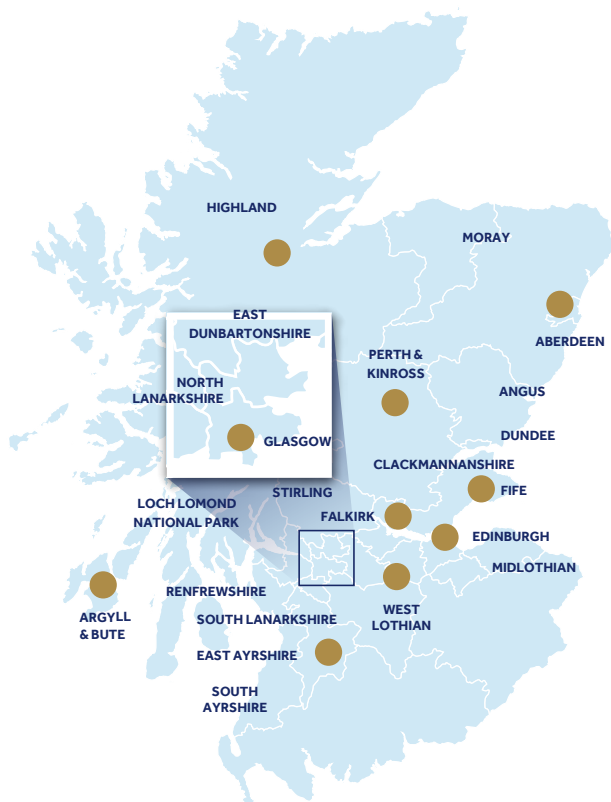 HIGHLAND
MORAY
EAST
DUNBARTONSHIRE
ABERDEEN
PERTH &
KINROSS
NORTH
LANARKSHIRE
ANGUS
GLASGOW
DUNDEE
CLACKMANNANSHIRE
STIRLING
FIFE
LOCH LOMOND
NATIONAL PARK
FALKIRK
EDINBURGH
MIDLOTHIAN
RENFREWSHIRE
ARGYLL
& BUTE
SOUTH LANARKSHIRE
WEST
LOTHIAN
EAST AYRSHIRE
SOUTH
AYRSHIRE